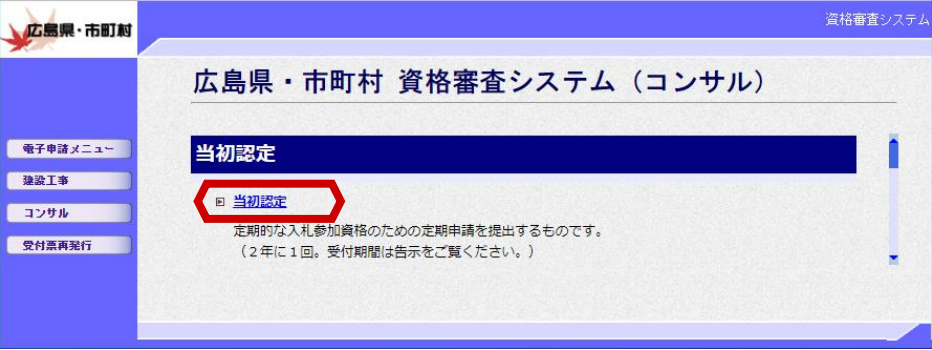 広島県・市町村
資格審査システム
広島県・市町村 資格審査システム（コンサル）
電子申請メニュー
建設工事
コンサル
受付票再発行
当初認定
当初認定
定期的な入札参加資格のための定期申請を提出するものです。
（２年に１回。受付期間は告示をご覧ください。）